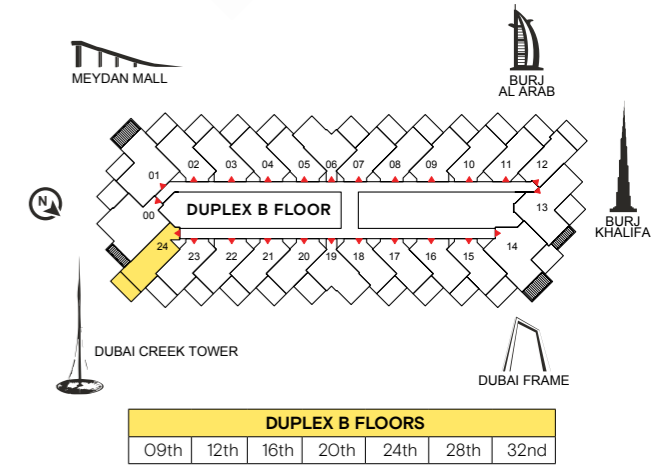 MEYDAN MALL
BURJ
AL ARAB
02 03 04 05 06 07 08 09 10 11 12
01
N
00
DUPLEX B FLOOR
13
BURJ
KHALIFA
24
14
23 22 21 20 19 18 17 16 15
DUBAI CREEK TOWER
DUBAI FRAME
DUPLEX B FLOORS
09th 12th 16th 20th 24th 28th 32nd